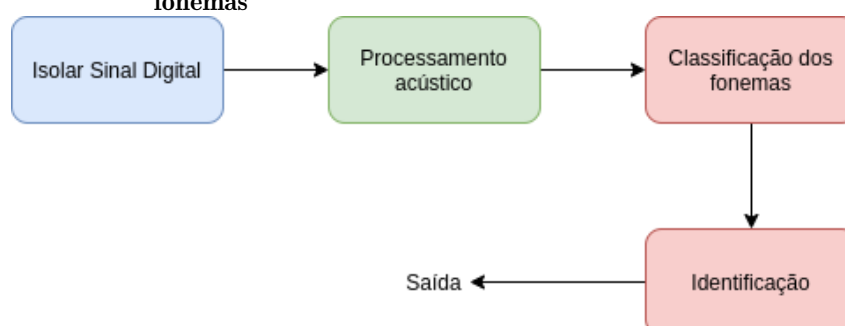 fonemas
Isolar Sinal Digital
Processamento
acústico
Classificação dos
fonemas
Identificação
Saída